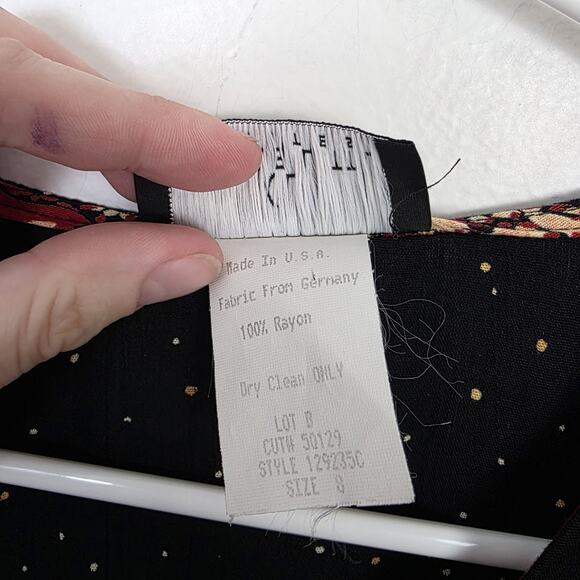 Made In U.S.A.
Fabric From Germany
100% Rayon
Dry Clean ONLY
LOT B
CUT# 50129
STYLE 129235C
SIZE 8